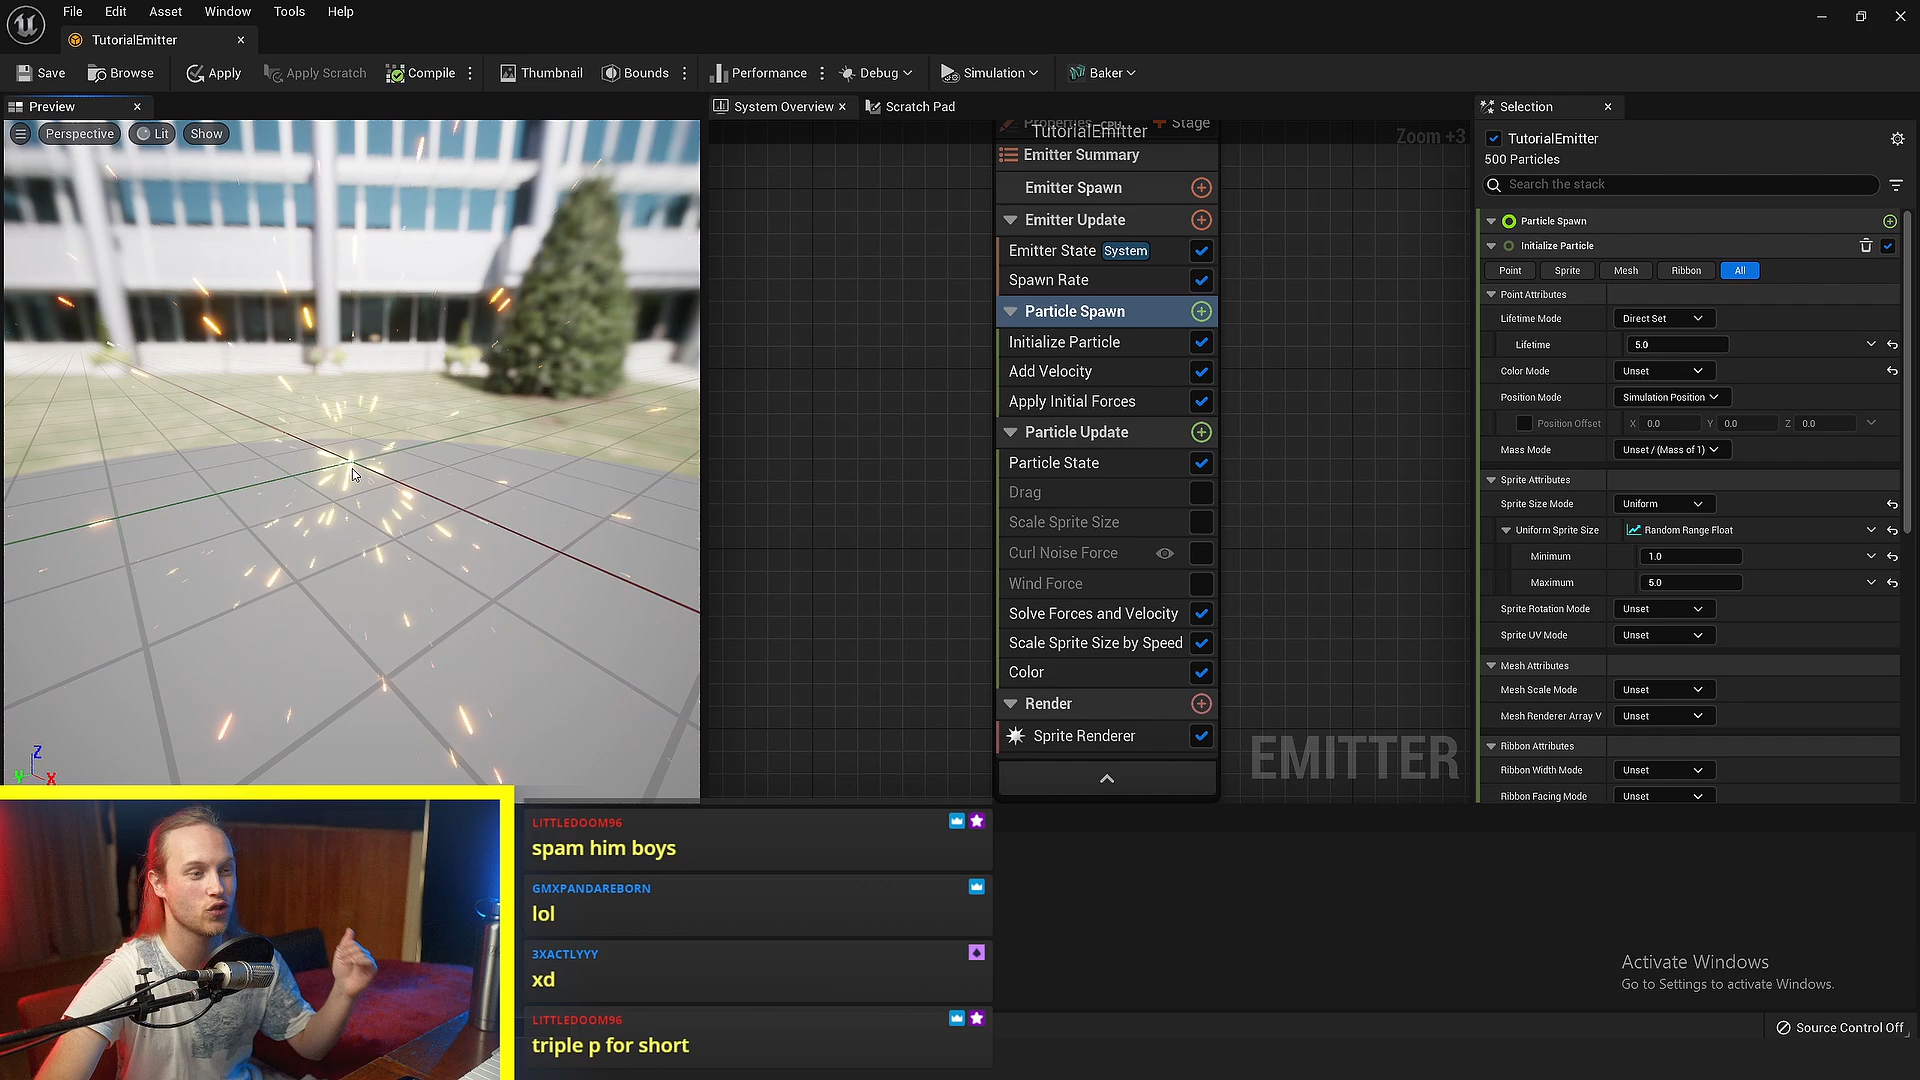 File Edit Asset Window Tools Help
TutorialEmitter
Save Browse Apply Apply Scratch Compile Thumbnail Bounds Performance Debug Simulation Baker
Preview
Perspective Lit Show
Z
Y X
System Overview Scratch Pad
Zoom +3
Properties CPU Stage
TutorialEmitter
Emitter Summary
Emitter Spawn
Emitter Update
Emitter State System
Spawn Rate
Particle Spawn
Initialize Particle
Add Velocity
Apply Initial Forces
Particle Update
Particle State
Drag
Scale Sprite Size
Curl Noise Force
Wind Force
Solve Forces and Velocity
Scale Sprite Size by Speed
Color
Render
Sprite Renderer
EMITTER
Selection
TutorialEmitter
500 Particles
Search the stack
Particle Spawn
Initialize Particle
Point Sprite Mesh Ribbon All
Point Attributes
Lifetime Mode Direct Set
Lifetime 5.0
Color Mode Unset
Position Mode Simulation Position
Position Offset X 0.0 Y 0.0 Z 0.0
Mass Mode Unset / (Mass of 1)
Sprite Attributes
Sprite Size Mode Uniform
Uniform Sprite Size Random Range Float
Minimum 1.0
Maximum 5.0
Sprite Rotation Mode Unset
Sprite UV Mode Unset
Mesh Attributes
Mesh Scale Mode Unset
Mesh Renderer Array V Unset
Ribbon Attributes
Ribbon Width Mode Unset
Ribbon Facing Mode Unset
LITTLEDOOM96
spam him boys
GMXPANDAREBORN
lol
3XACTLYYY
xd
LITTLEDOOM96
triple p for short
Activate Windows
Go to Settings to activate Windows.
Source Control Off